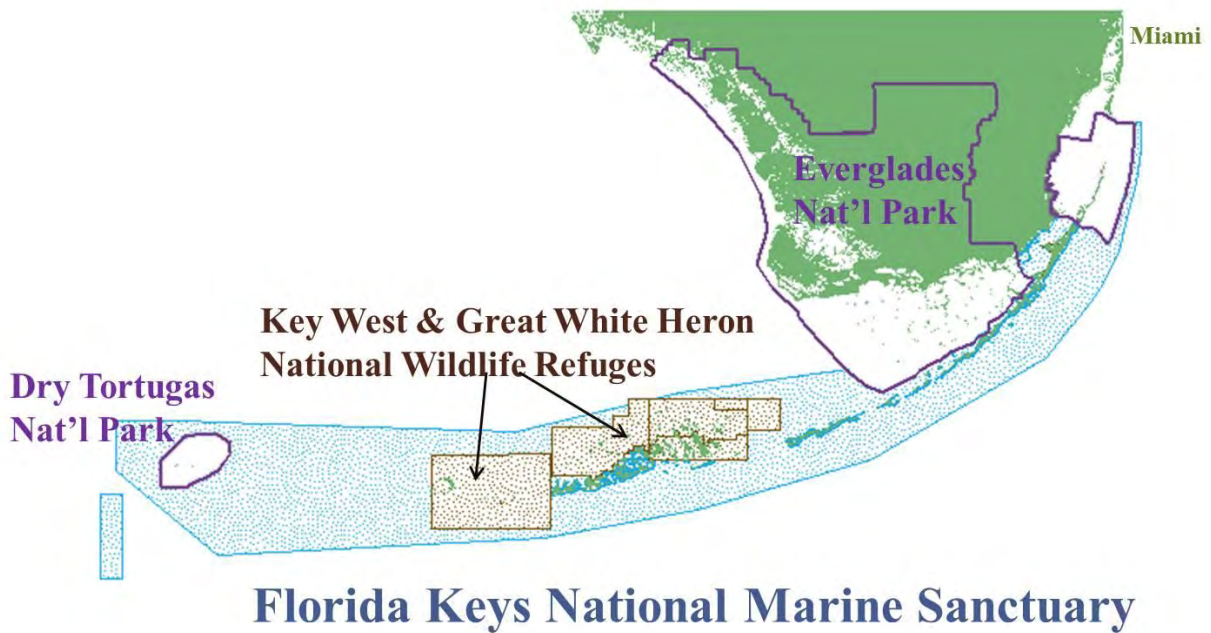 Miami
Everglades
Nat’l Park
Key West & Great White Heron
National Wildlife Refuges
Dry Tortugas
Nat’l Park
Florida Keys National Marine Sanctuary